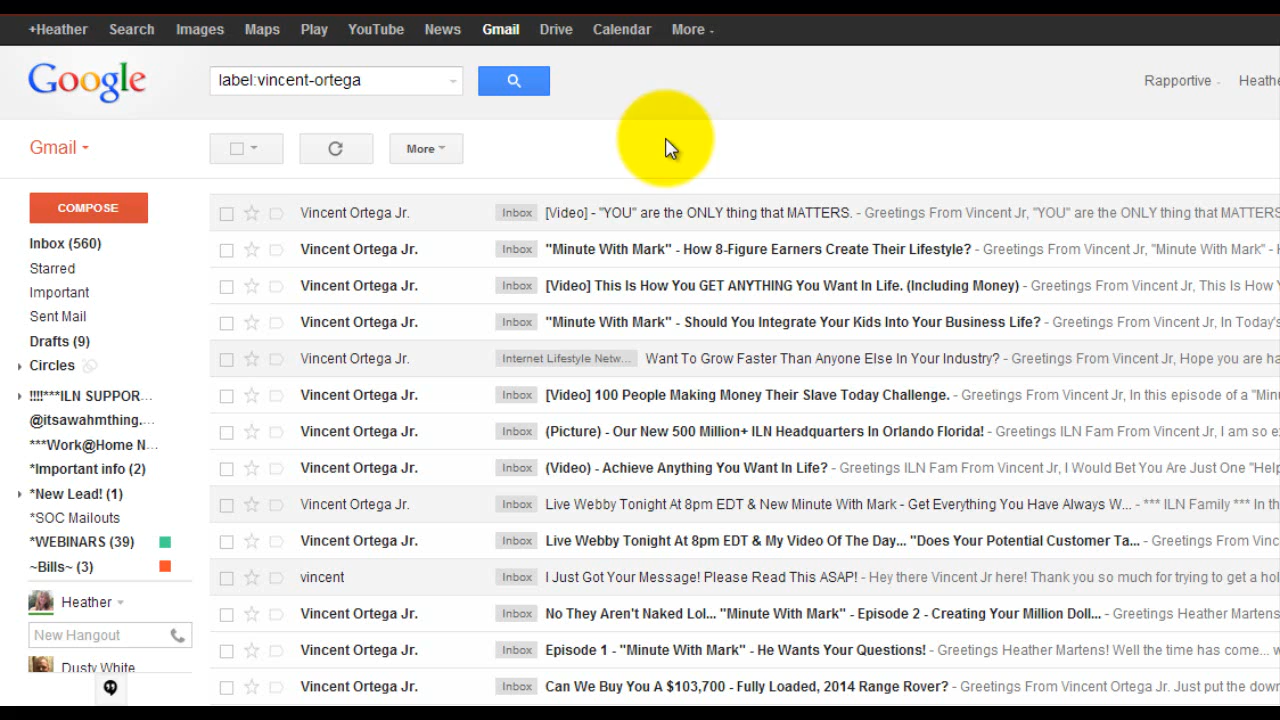 +Heather Search Images Maps Play YouTube News Gmail Drive Calendar More
Google label:vincent-ortega Rapportive Heathe
Gmail More
COMPOSE
Inbox (560)
Starred
Important
Sent Mail
Drafts (9)
Circles
!!!!***ILN SUPPOR...
@itsawahmthing....
***Work@Home N...
*Important info (2)
*New Lead! (1)
*SOC Mailouts
*WEBINARS (39)
~Bills~ (3)
Heather
New Hangout
Dusty White
Vincent Ortega Jr. Inbox [Video] - "YOU" are the ONLY thing that MATTERS. - Greetings From Vincent Jr, "YOU" are the ONLY thing that MATTERS
Vincent Ortega Jr. Inbox "Minute With Mark" - How 8-Figure Earners Create Their Lifestyle? - Greetings From Vincent Jr, "Minute With Mark" -
Vincent Ortega Jr. Inbox [Video] This Is How You GET ANYTHING You Want In Life. (Including Money) - Greetings From Vincent Jr, This Is How Y
Vincent Ortega Jr. Inbox "Minute With Mark" - Should You Integrate Your Kids Into Your Business Life? - Greetings From Vincent Jr, In Today's
Vincent Ortega Jr. Internet Lifestyle Netw... Want To Grow Faster Than Anyone Else In Your Industry? - Greetings From Vincent Jr, Hope you are ha
Vincent Ortega Jr. Inbox [Video] 100 People Making Money Their Slave Today Challenge. - Greetings From Vincent Jr, In this episode of a "Minu
Vincent Ortega Jr. Inbox (Picture) - Our New 500 Million+ ILN Headquarters In Orlando Florida! - Greetings ILN Fam From Vincent Jr, I am so e
Vincent Ortega Jr. Inbox (Video) - Achieve Anything You Want In Life? - Greetings ILN Fam From Vincent Jr, I Would Bet You Are Just One "Help
Vincent Ortega Jr. Inbox Live Webby Tonight At 8pm EDT & New Minute With Mark - Get Everything You Have Always W... - *** ILN Family *** In th
Vincent Ortega Jr. Inbox Live Webby Tonight At 8pm EDT & My Video Of The Day... "Does Your Potential Customer Ta... - Greetings From Vince
vincent Inbox I Just Got Your Message! Please Read This ASAP! - Hey there Vincent Jr here! Thank you so much for trying to get a hol
Vincent Ortega Jr. Inbox No They Aren't Naked Lol... "Minute With Mark" - Episode 2 - Creating Your Million Doll... - Greetings Heather Martens
Vincent Ortega Jr. Inbox Episode 1 - "Minute With Mark" - He Wants Your Questions! - Greetings Heather Martens! Well the time has come... w
Vincent Ortega Jr. Inbox Can We Buy You A $103,700 - Fully Loaded, 2014 Range Rover? - Greetings From Vincent Ortega Jr. Just put the down